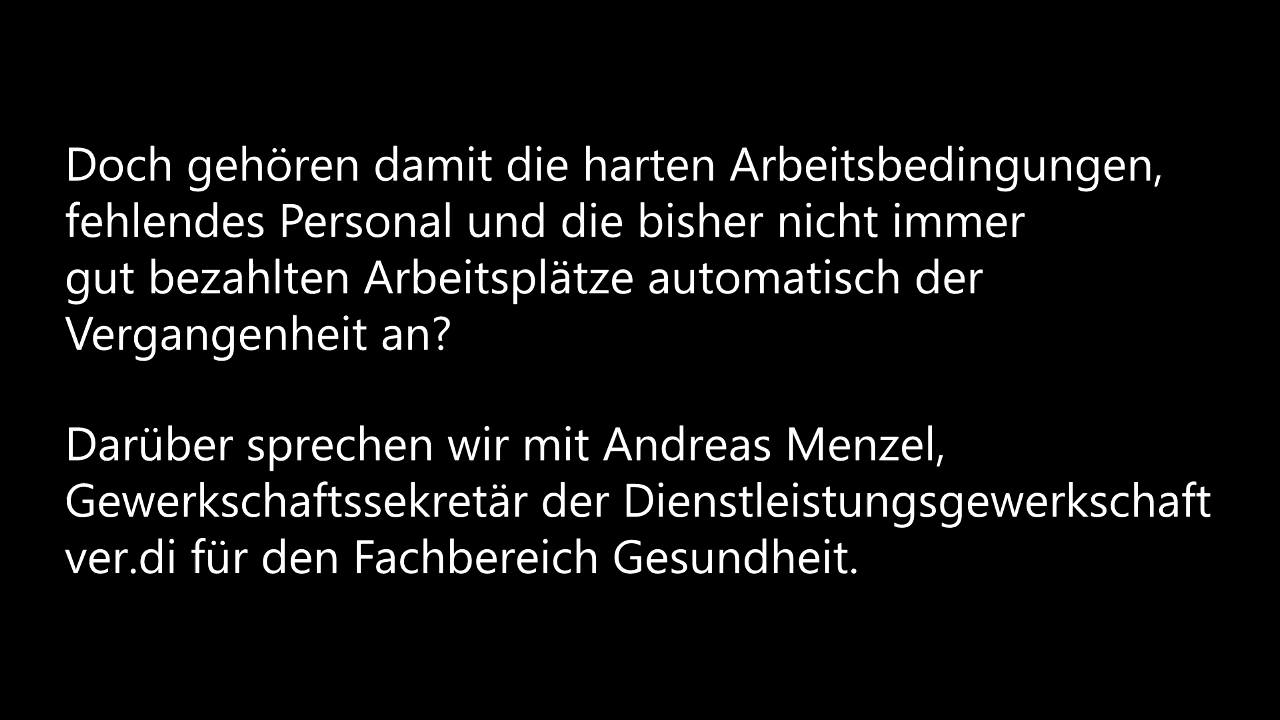 Doch gehören damit die harten Arbeitsbedingungen,
fehlendes Personal und die bisher nicht immer
gut bezahlten Arbeitsplätze automatisch der
Vergangenheit an?
Darüber sprechen wir mit Andreas Menzel,
Gewerkschaftssekretär der Dienstleistungsgewerkschaft
ver.di für den Fachbereich Gesundheit.